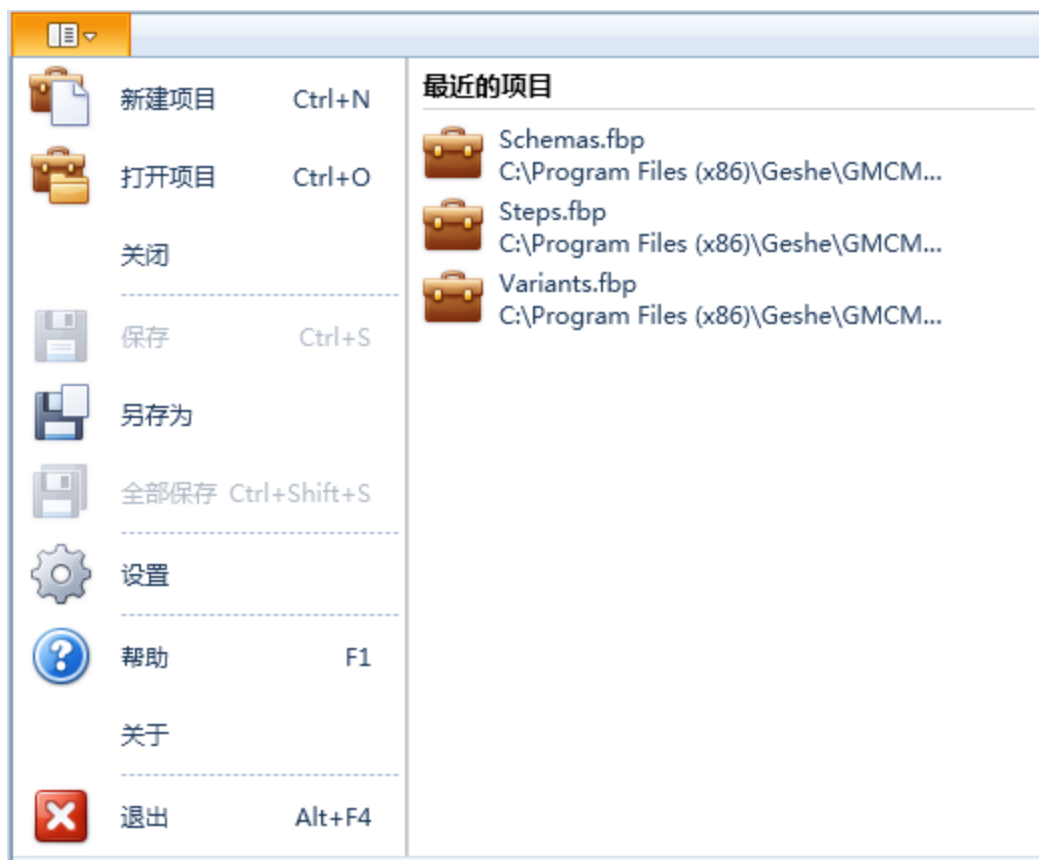 新建项目 Ctrl+N
打开项目 Ctrl+O
关闭
保存 Ctrl+S
另存为
全部保存 Ctrl+Shift+S
设置
帮助 F1
关于
退出 Alt+F4
最近的项目
Schemas.fbp
C:\Program Files (x86)\Geshe\GMCM...
Steps.fbp
C:\Program Files (x86)\Geshe\GMCM...
Variants.fbp
C:\Program Files (x86)\Geshe\GMCM...